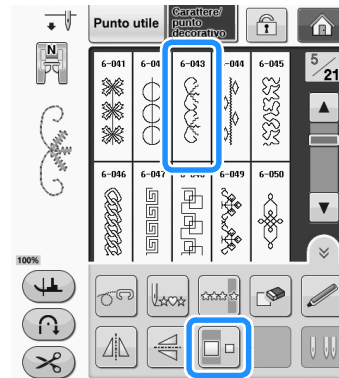 Punto utile
Carattere/
punto
decorativo
N
5/21
6-041
6-04
6-043
-044
6-045
6-046
6-047
6-049
6-050
100%